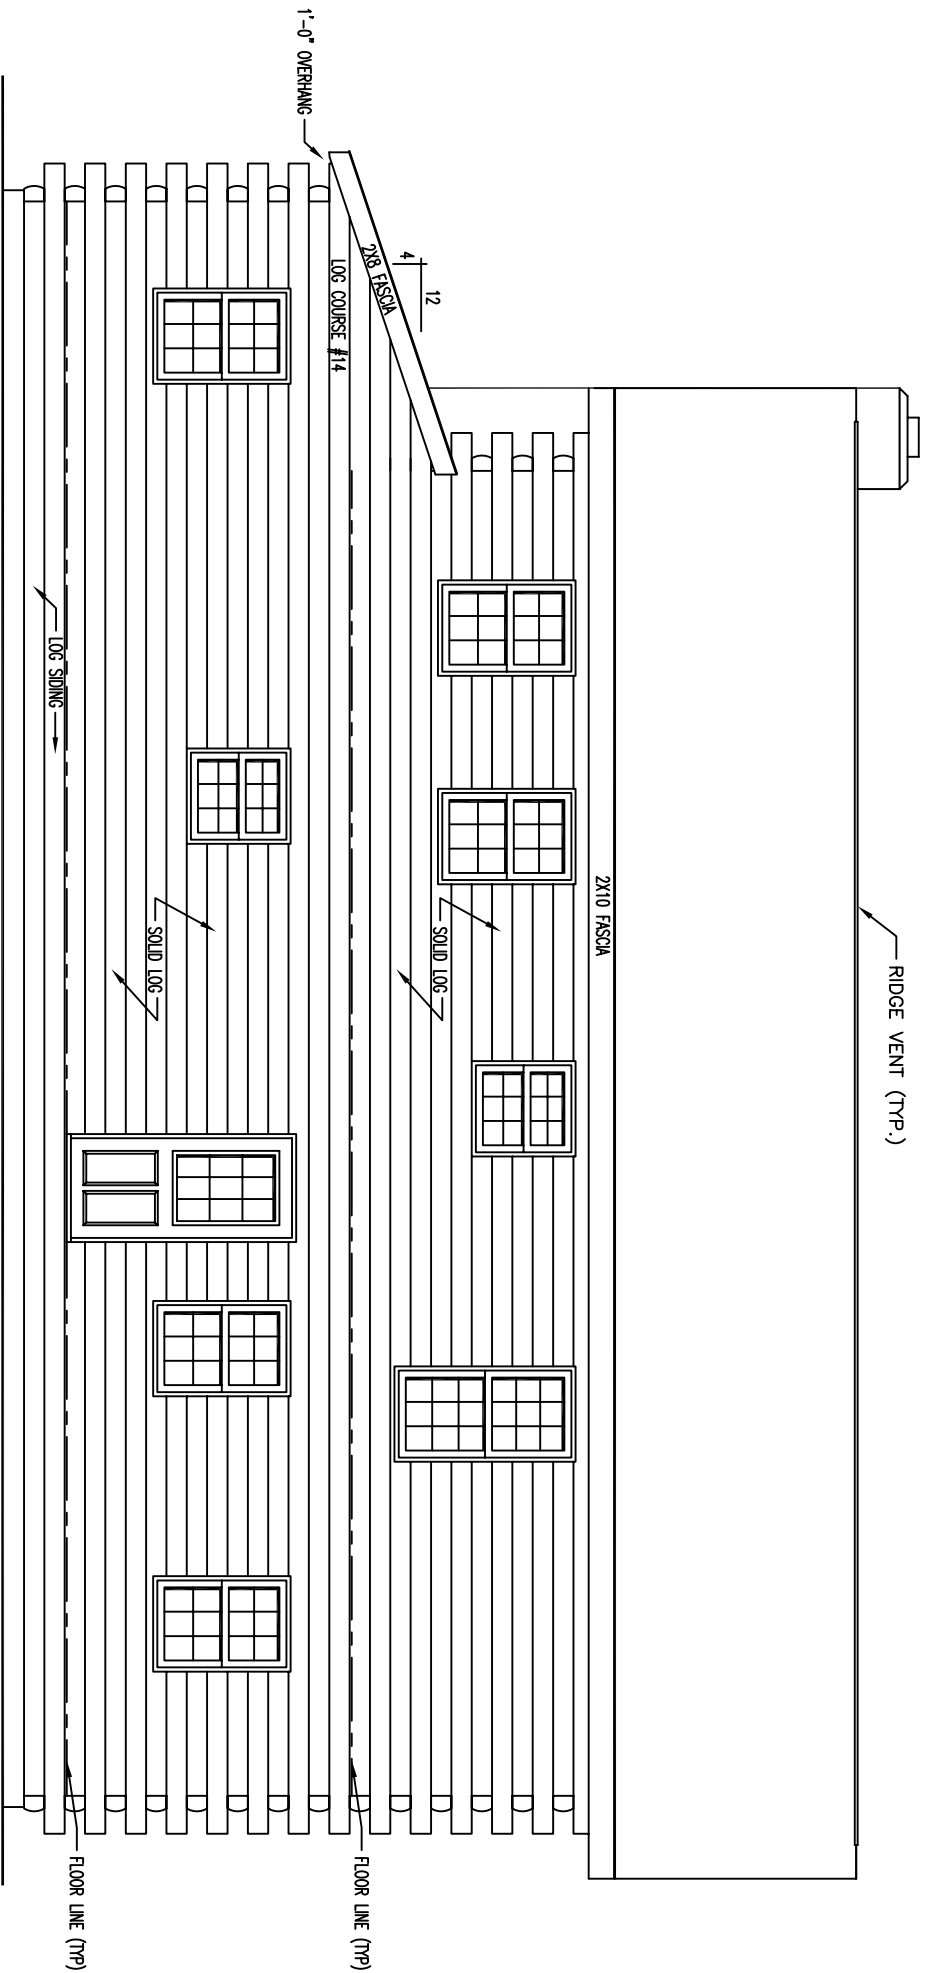 RIDGE VENT (TYP.)
2X10 FASCIA
12
4
2X8 FASCIA
1'-0" OVERHANG
LOG COURSE #14
SOLID LOG
FLOOR LINE (TYP)
SOLID LOG
LOG SIDING
FLOOR LINE (TYP)